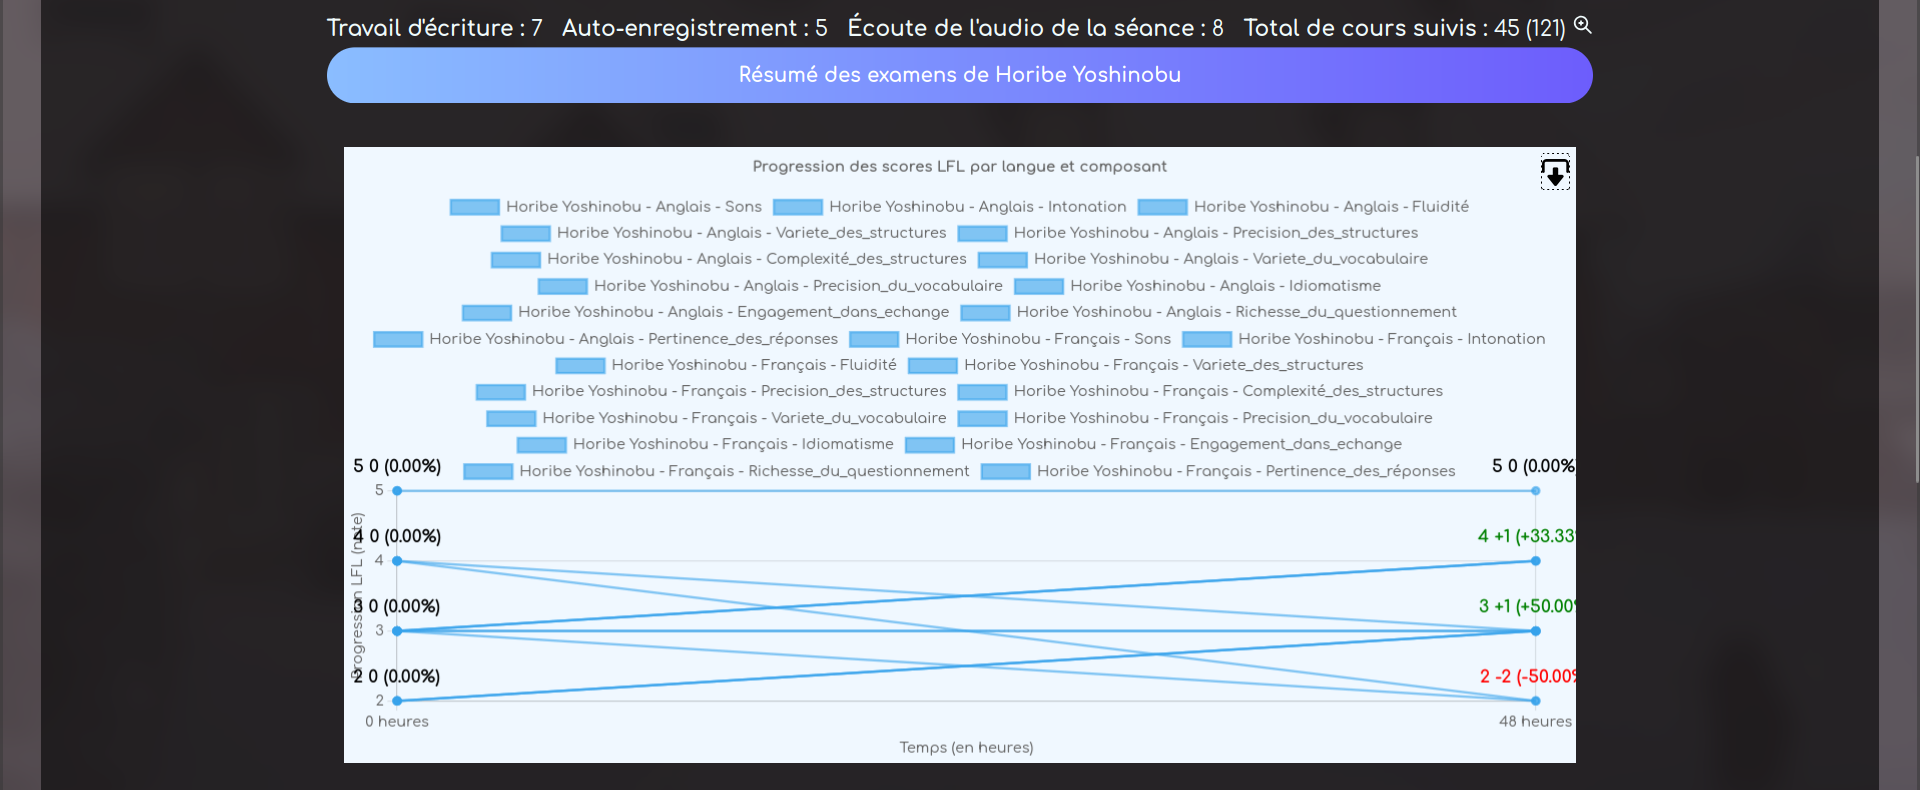 Travail d'écriture : 7 Auto-enregistrement : 5 Écoute de l'audio de la séance : 8 Total de cours suivis : 45 (121)
Résumé des examens de Horibe Yoshinobu
Progression des scores LFL par langue et composant
Horibe Yoshinobu - Anglais - Sons Horibe Yoshinobu - Anglais - Intonation Horibe Yoshinobu - Anglais - Fluidité
Horibe Yoshinobu - Anglais - Variete_des_structures Horibe Yoshinobu - Anglais - Precision_des_structures
Horibe Yoshinobu - Anglais - Complexité_des_structures Horibe Yoshinobu - Anglais - Variete_du_vocabulaire
Horibe Yoshinobu - Anglais - Precision_du_vocabulaire Horibe Yoshinobu - Anglais - Idiomatisme
Horibe Yoshinobu - Anglais - Engagement_dans_echange Horibe Yoshinobu - Anglais - Richesse_du_questionnement
Horibe Yoshinobu - Anglais - Pertinence_des_réponses Horibe Yoshinobu - Français - Sons Horibe Yoshinobu - Français - Intonation
Horibe Yoshinobu - Français - Fluidité Horibe Yoshinobu - Français - Variete_des_structures
Horibe Yoshinobu - Français - Precision_des_structures Horibe Yoshinobu - Français - Complexité_des_structures
Horibe Yoshinobu - Français - Variete_du_vocabulaire Horibe Yoshinobu - Français - Precision_du_vocabulaire
Horibe Yoshinobu - Français - Idiomatisme Horibe Yoshinobu - Français - Engagement_dans_echange
Horibe Yoshinobu - Français - Richesse_du_questionnement Horibe Yoshinobu - Français - Pertinence_des_réponses
5 0 (0.00%) 5 0 (0.00%
5
4 0 (0.00%) 4 +1 (+33.33
4
3 0 (0.00%) 3 +1 (+50.00
3
2 0 (0.00%) 2 -2 (-50.00
2
Progression LFL (note)
0 heures 48 heures
Temps (en heures)